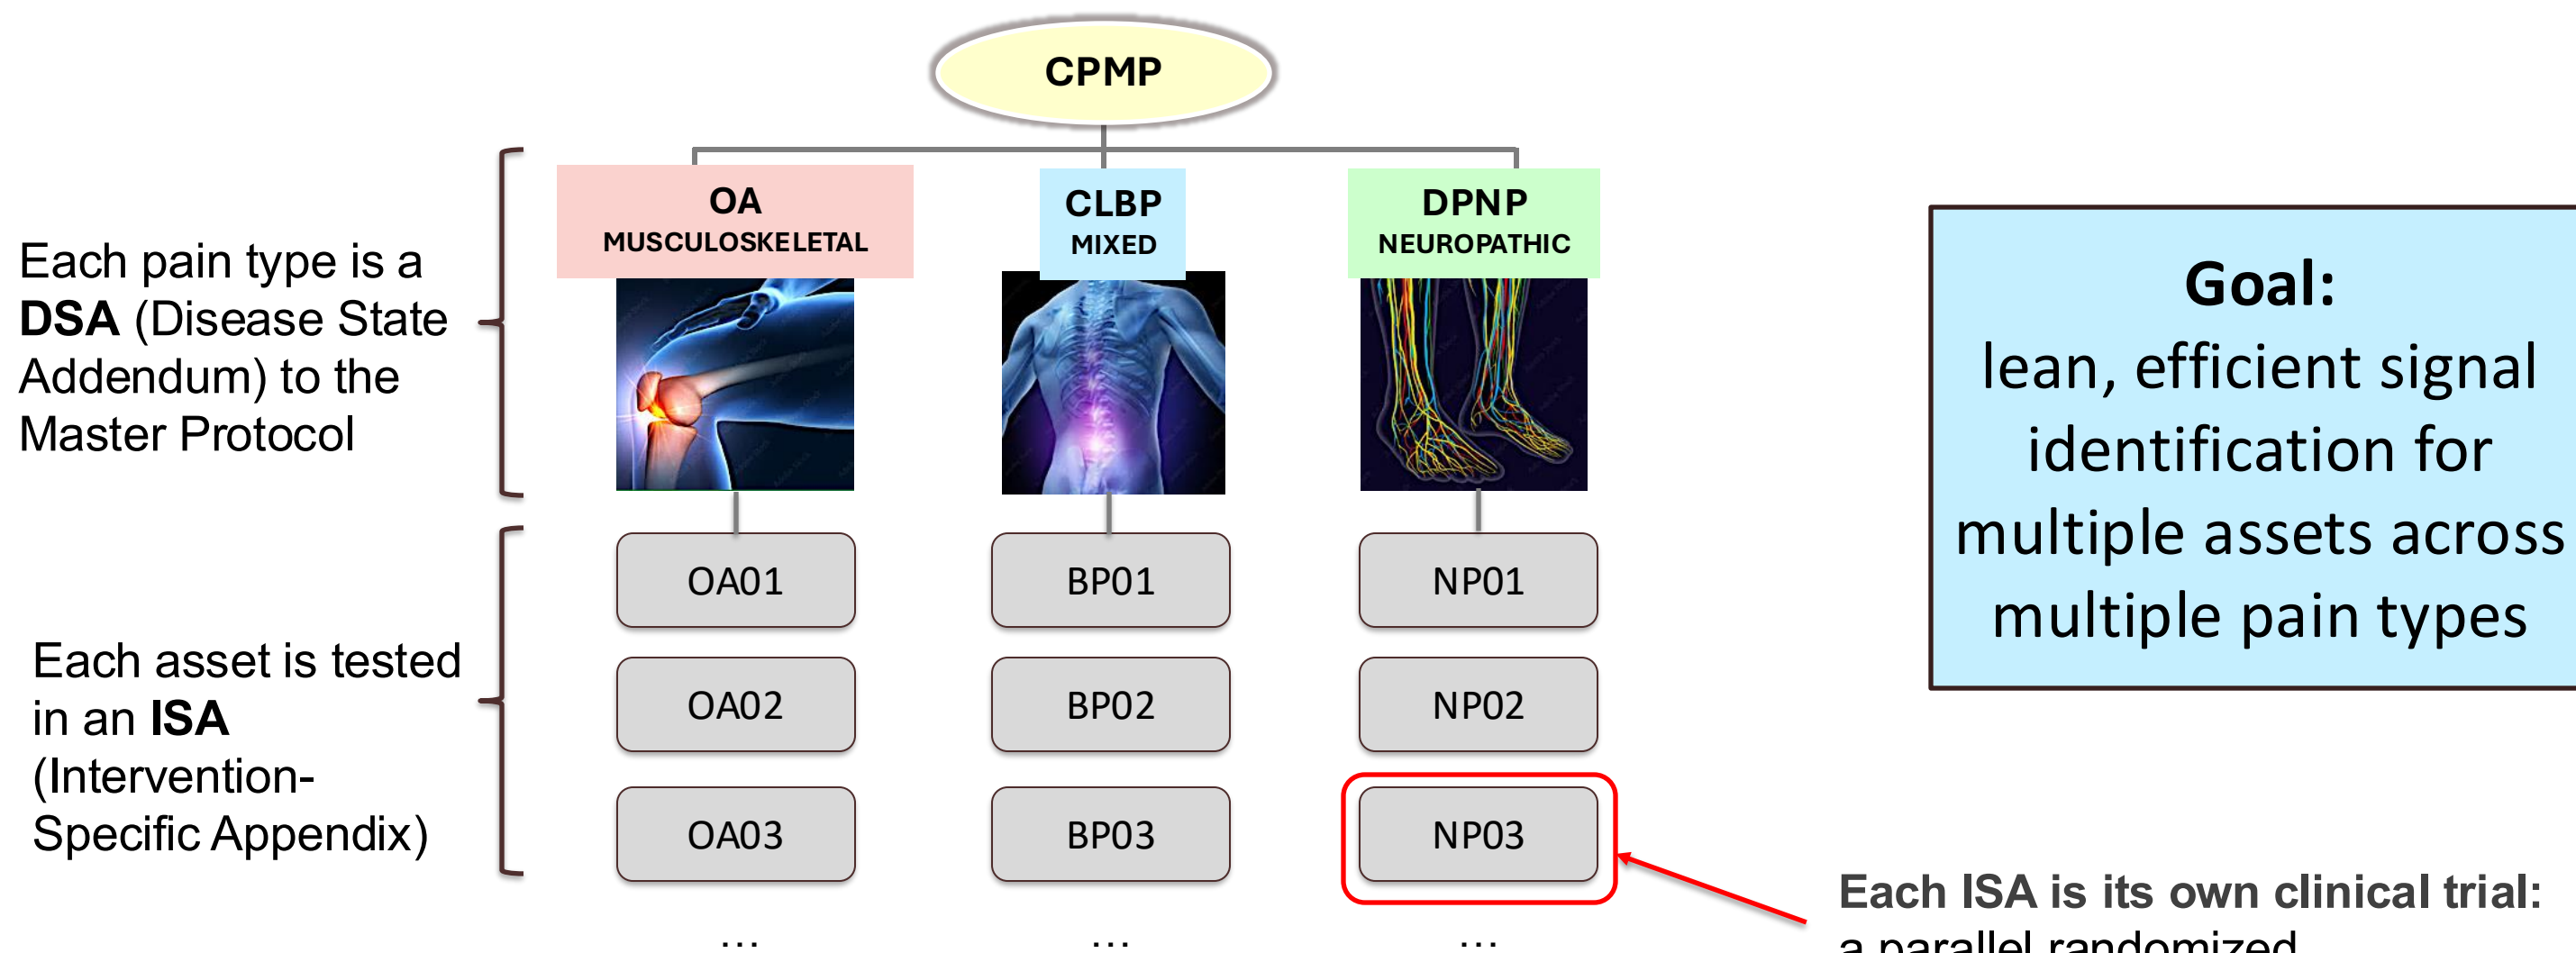 CPMP
OA
MUSCULOSKELETAL
CLBP
MIXED
DPNP
NEUROPATHIC
Each pain type is a
DSA (Disease State
Addendum) to the
Master Protocol
Goal:
lean, efficient signal
identification for
multiple assets across
multiple pain types
OA01
BP01
NP01
Each asset is tested
in an ISA
(Intervention-
Specific Appendix)
OA02
BP02
NP02
OA03
BP03
NP03
...
...
...
Each ISA is its own clinical trial:
a parallel randomized